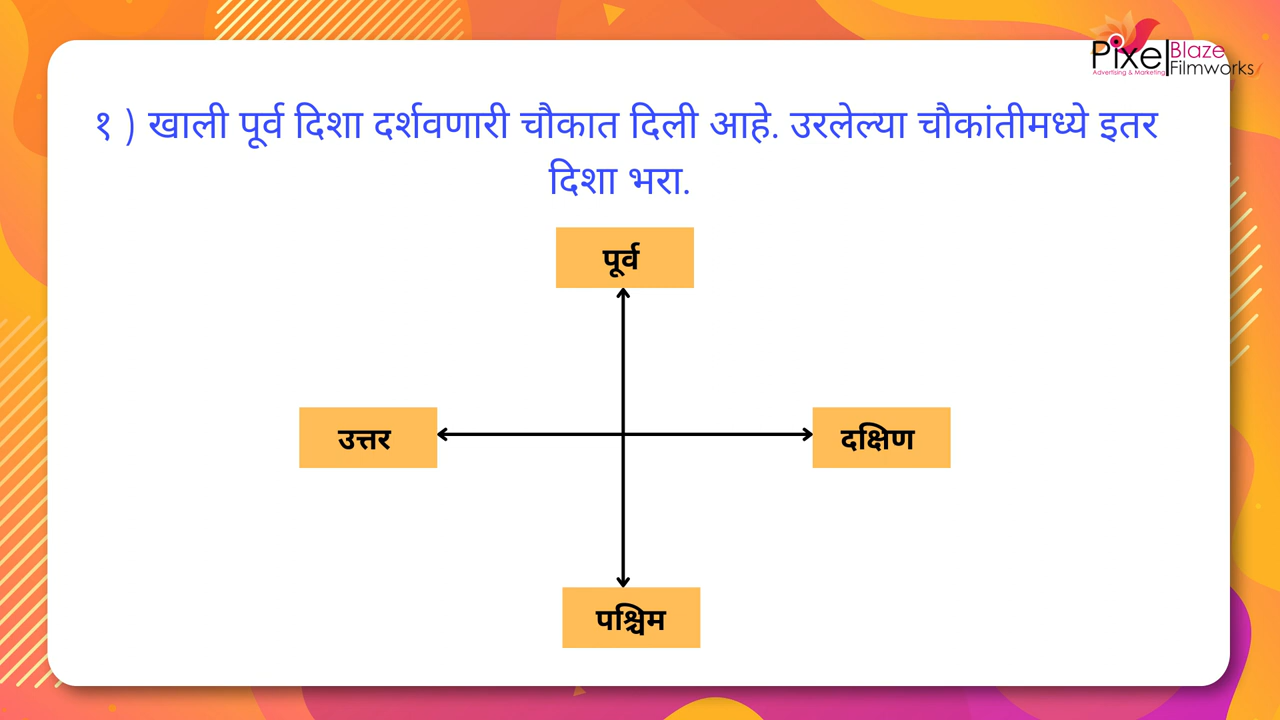 Pixel Blaze
Advertising & Marketing Filmworks
१ ) खाली पूर्व दिशा दर्शवणारी चौकात दिली आहे. उरलेल्या चौकांतीमध्ये इतर
दिशा भरा.
पूर्व
उत्तर
दक्षिण
पश्चिम